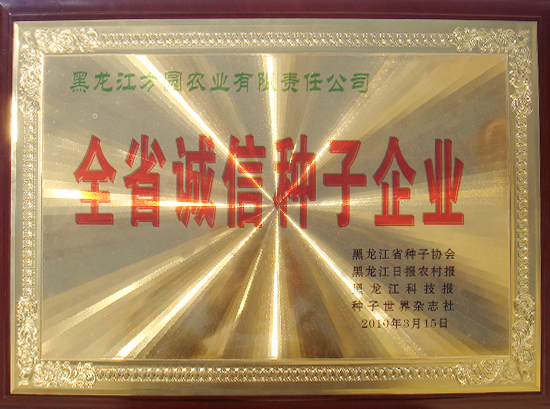 黑龙江方圆农业有限责任公司
全省诚信种子企业
黑龙江省种子协会
黑龙江日报农村报
黑龙江科技报
种子世界杂志社
2010年3月15日